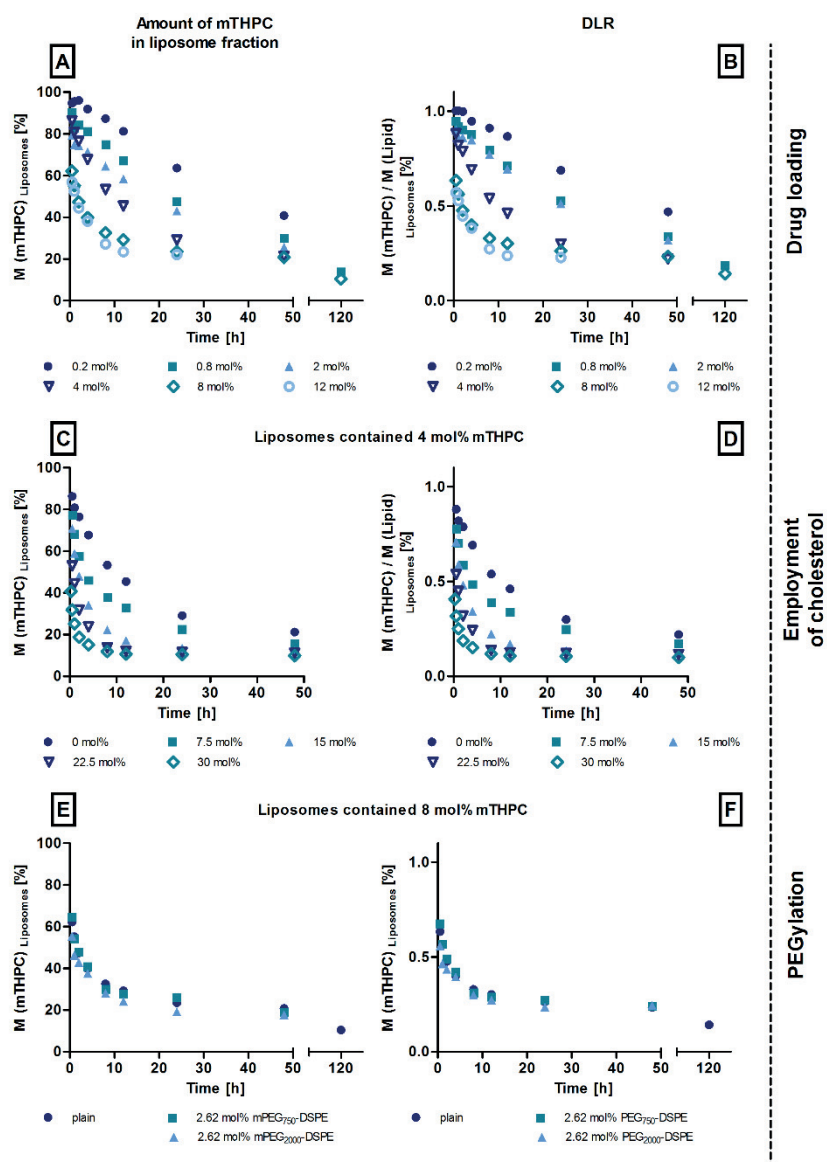 Amount of mTHPC
in liposome fraction
DLR
A
B
M (mTHPC) Liposomes [%]
100
80
60
40
20
0
0 10 20 30 40 50 120
Time [h]
M (mTHPC) / M (Lipid)
Liposomes [%]
1.0
0.5
0.0
0 10 20 30 40 50 120
Time [h]
0.2 mol% 0.8 mol% 2 mol%
4 mol% 8 mol% 12 mol%
0.2 mol% 0.8 mol% 2 mol%
4 mol% 8 mol% 12 mol%
Drug loading
C
Liposomes contained 4 mol% mTHPC
D
M (mTHPC) Liposomes [%]
100
80
60
40
20
0
0 10 20 30 40 50
Time [h]
M (mTHPC) / M (Lipid)
Liposomes [%]
1.0
0.5
0.0
0 10 20 30 40 50
Time [h]
0 mol% 7.5 mol% 15 mol%
22.5 mol% 30 mol%
0 mol% 7.5 mol% 15 mol%
22.5 mol% 30 mol%
Employment
of cholesterol
E
Liposomes contained 8 mol% mTHPC
F
M (mTHPC) Liposomes [%]
100
80
60
40
20
0
0 10 20 30 40 50 120
Time [h]
M (mTHPC) / M (Lipid)
Liposomes [%]
1.0
0.5
0.0
0 10 20 30 40 50 120
Time [h]
plain 2.62 mol% mPEG750-DSPE
2.62 mol% mPEG2000-DSPE
plain 2.62 mol% PEG750-DSPE
2.62 mol% PEG2000-DSPE
PEGylation